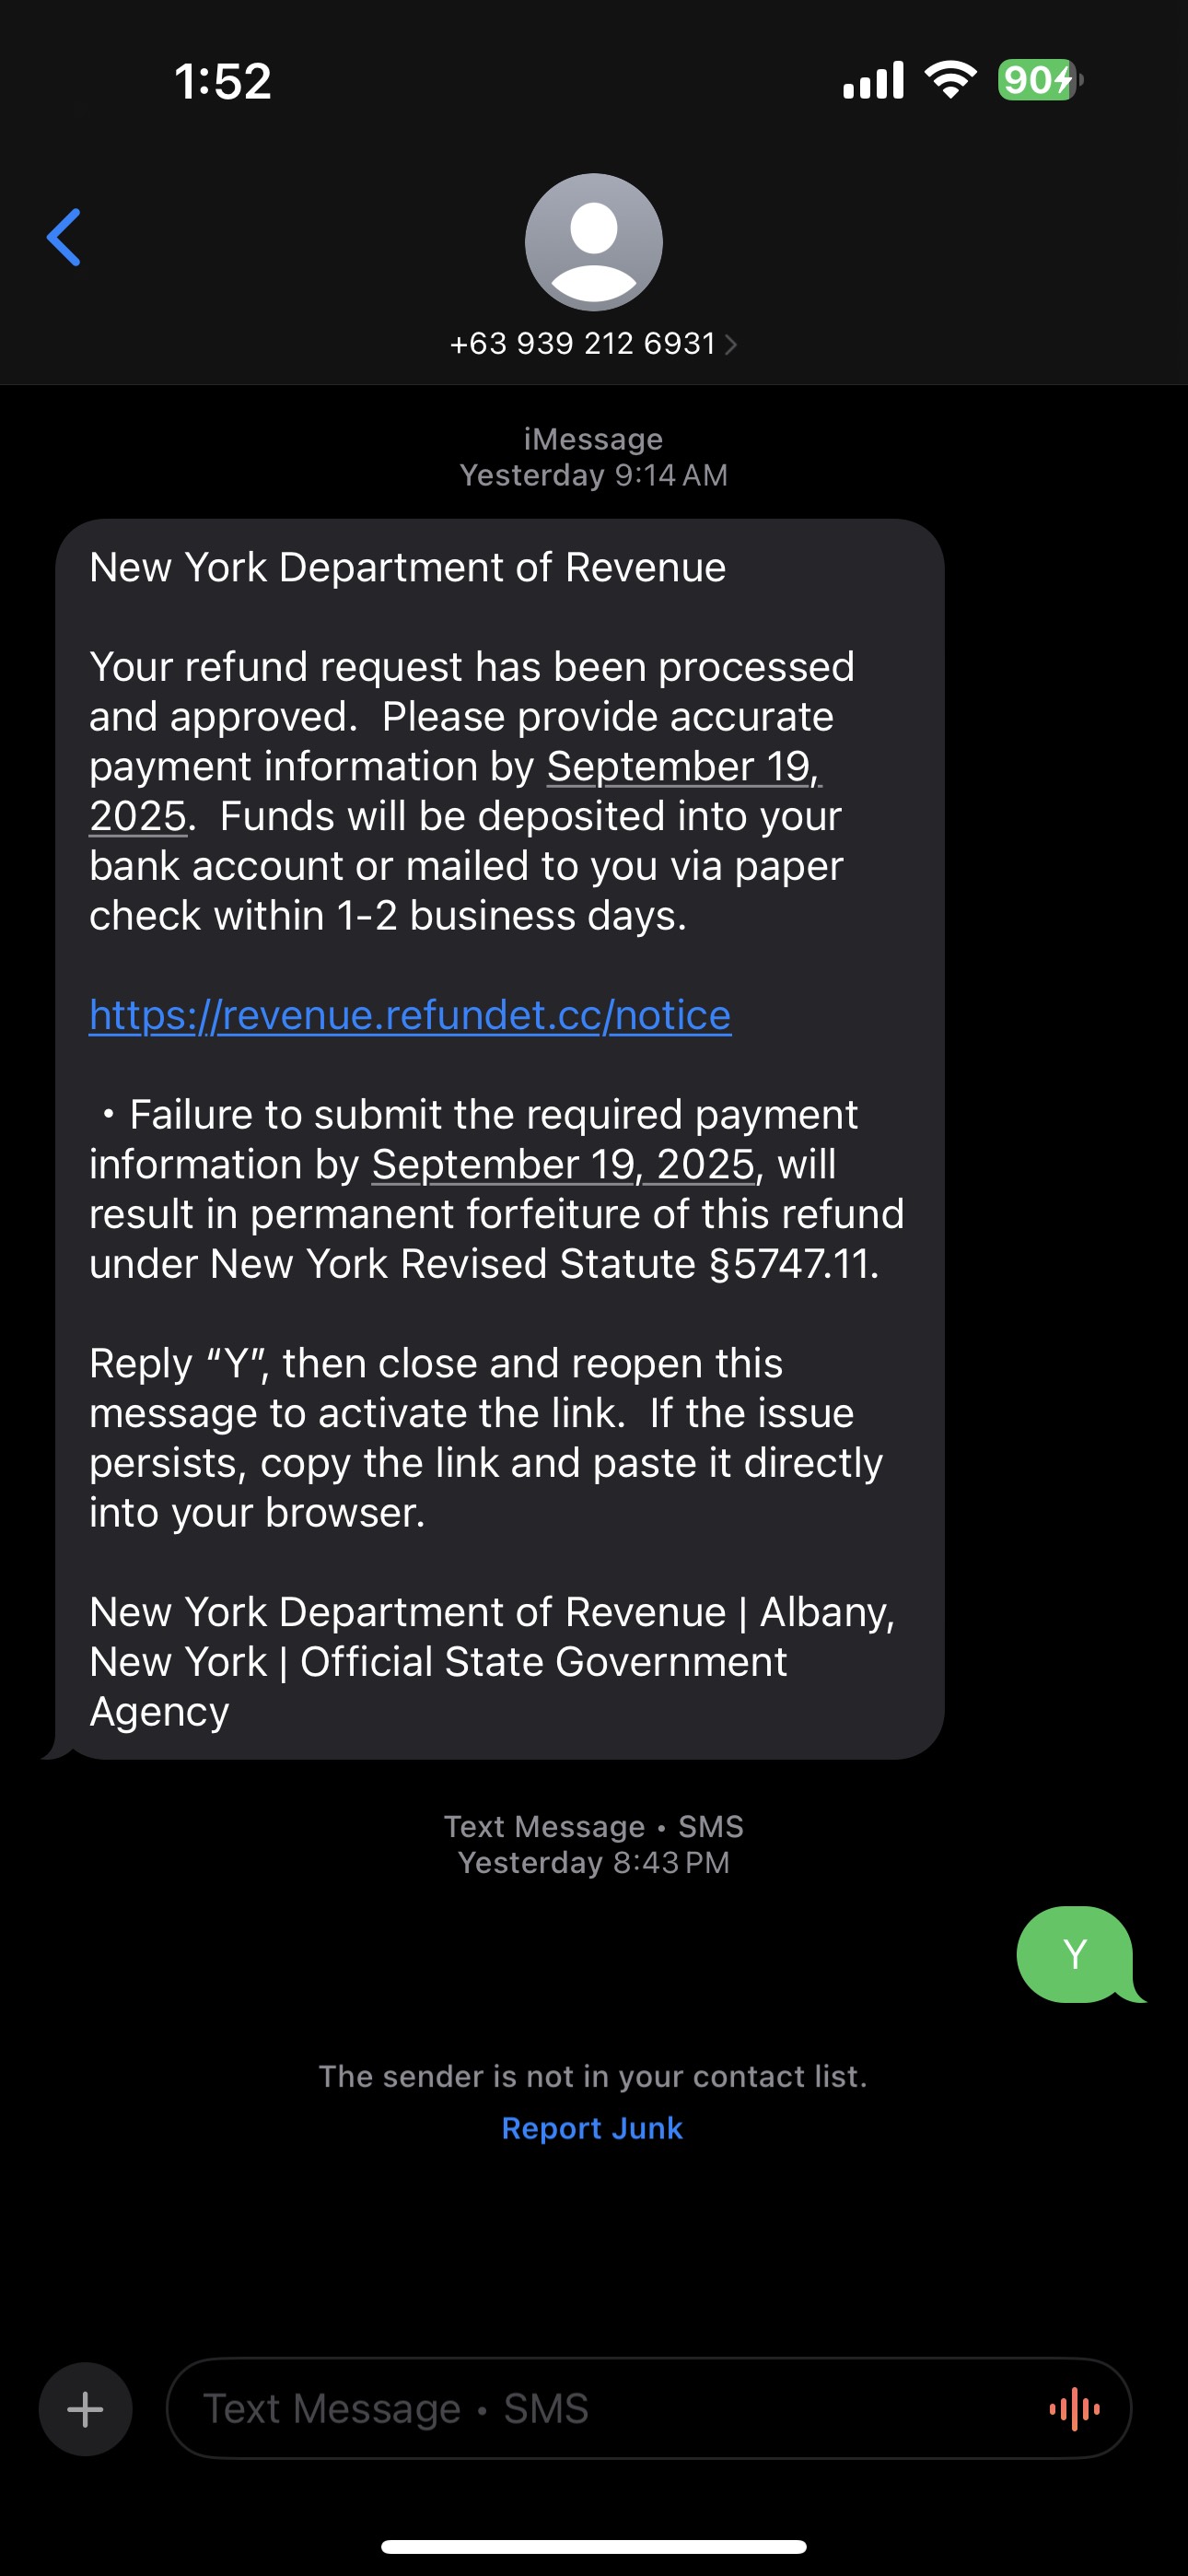 1:52
90
+63 939 212 6931
iMessage
Yesterday 9:14 AM
New York Department of Revenue
Your refund request has been processed
and approved.  Please provide accurate
payment information by September 19,
2025.  Funds will be deposited into your
bank account or mailed to you via paper
check within 1-2 business days.
https://revenue.refundet.cc/notice
• Failure to submit the required payment
information by September 19, 2025, will
result in permanent forfeiture of this refund
under New York Revised Statute §5747.11.
Reply “Y”, then close and reopen this
message to activate the link.  If the issue
persists, copy the link and paste it directly
into your browser.
New York Department of Revenue | Albany,
New York | Official State Government
Agency
Text Message • SMS
Yesterday 8:43 PM
Y
The sender is not in your contact list.
Report Junk
Text Message • SMS